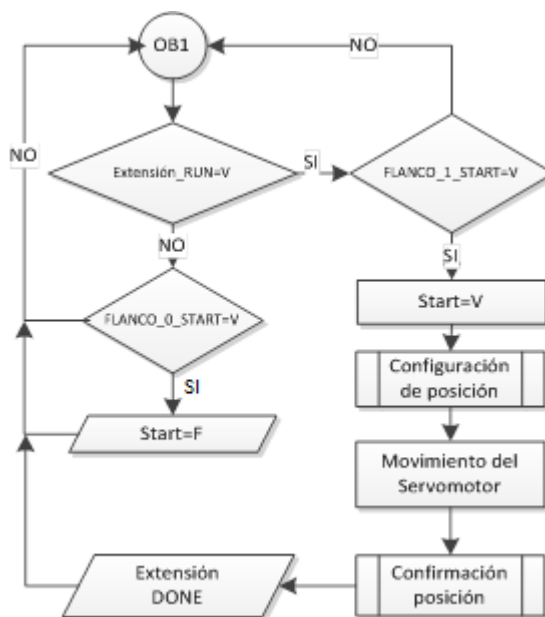 OB1
NO
NO
Extensión_RUN=V
SI
FLANCO_1_START=V
NO
SI
FLANCO_0_START=V
Start=V
SI
Configuración
de posición
Start=F
Movimiento del
Servomotor
Extensión
DONE
Confirmación
posición